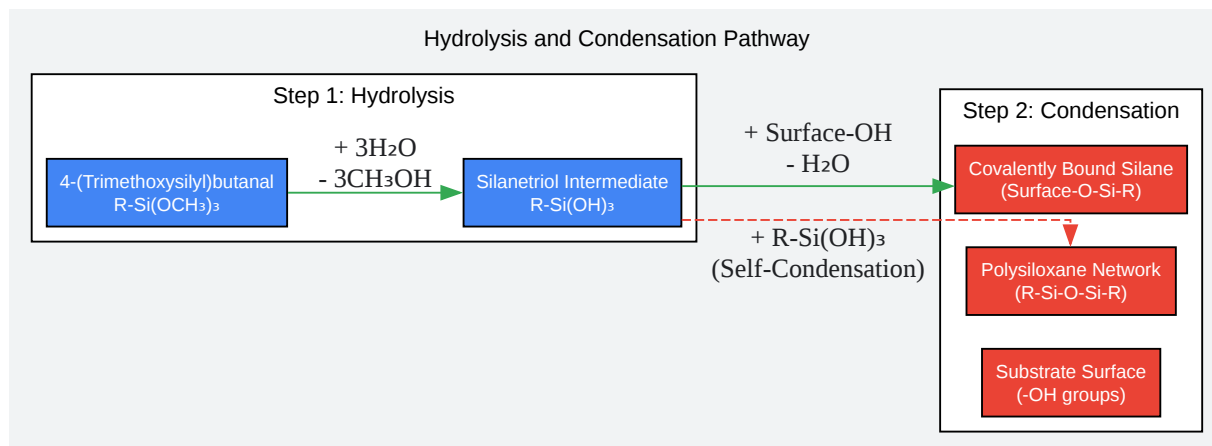 Hydrolysis and Condensation Pathway
Step 1: Hydrolysis
4-(Trimethoxysilyl)butanal
R-Si(OCH₃)₃
+ 3H₂O
- 3CH₃OH
Silanetriol Intermediate
R-Si(OH)₃
+ Surface-OH
- H₂O
+ R-Si(OH)₃
(Self-Condensation)
Step 2: Condensation
Covalently Bound Silane
(Surface-O-Si-R)
Polysiloxane Network
(R-Si-O-Si-R)
Substrate Surface
(-OH groups)